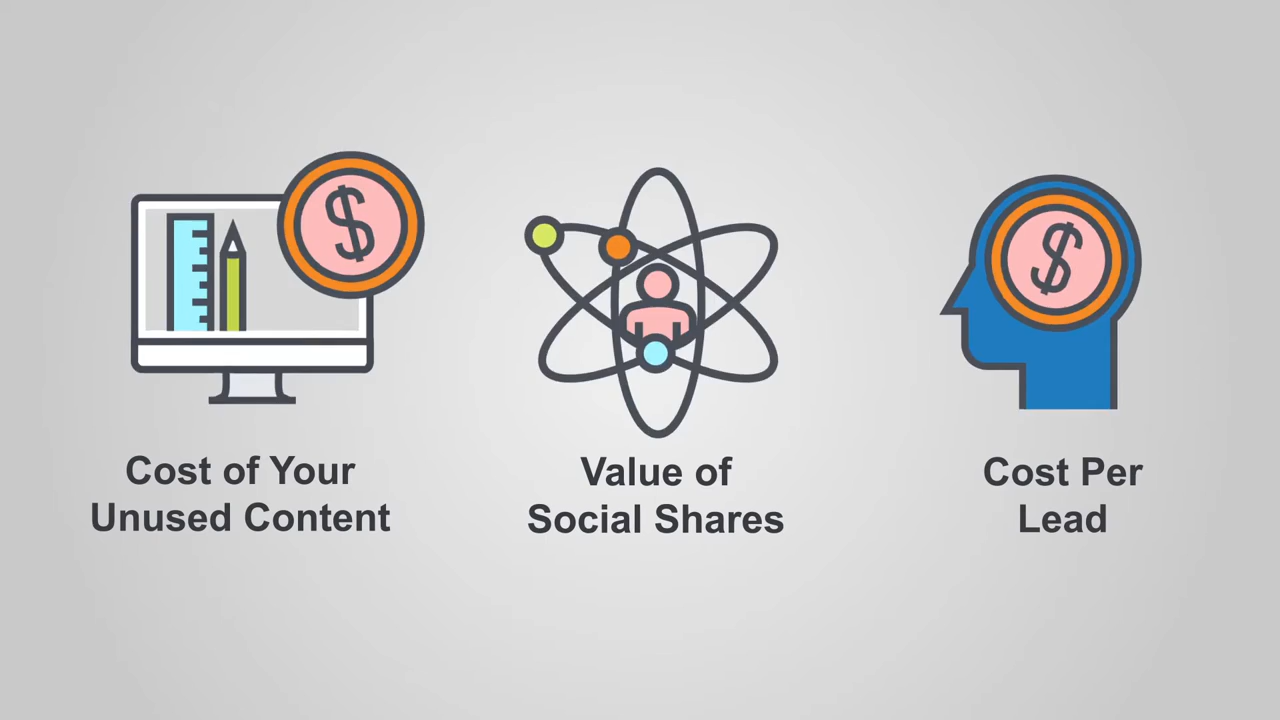 Cost of Your
Unused Content
Value of
Social Shares
Cost Per
Lead